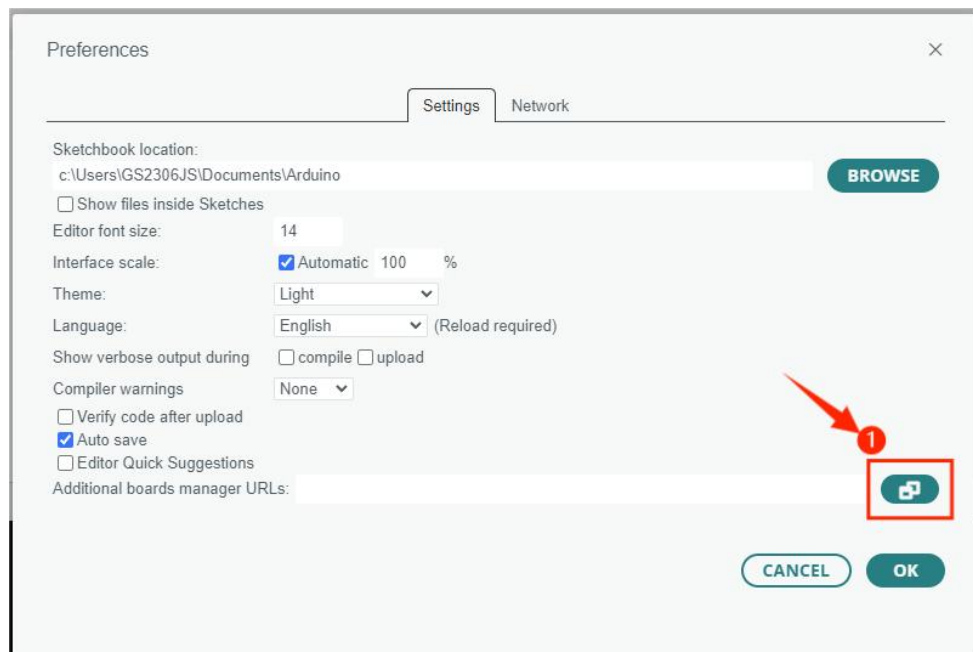 Preferences
Settings Network
Sketchbook location:
c:\Users\GS2306JS\Documents\Arduino BROWSE
Show files inside Sketches
Editor font size: 14
Interface scale: Automatic 100 %
Theme: Light
Language: English (Reload required)
Show verbose output during compile upload
Compiler warnings None
Verify code after upload
1
Auto save
Editor Quick Suggestions
Additional boards manager URLs:
CANCEL OK